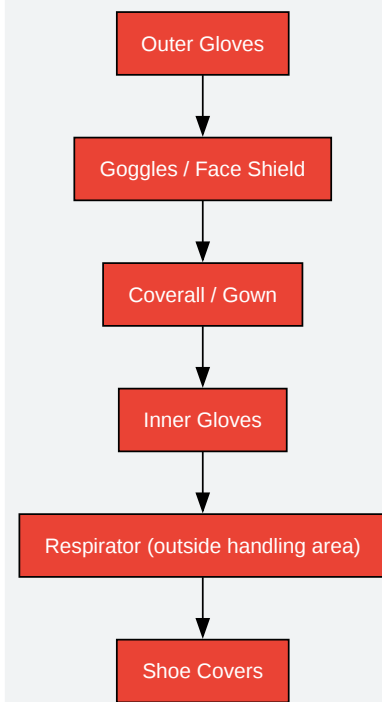 Outer Gloves
Goggles / Face Shield
Coverall / Gown
Inner Gloves
Respirator (outside handling area)
Shoe Covers